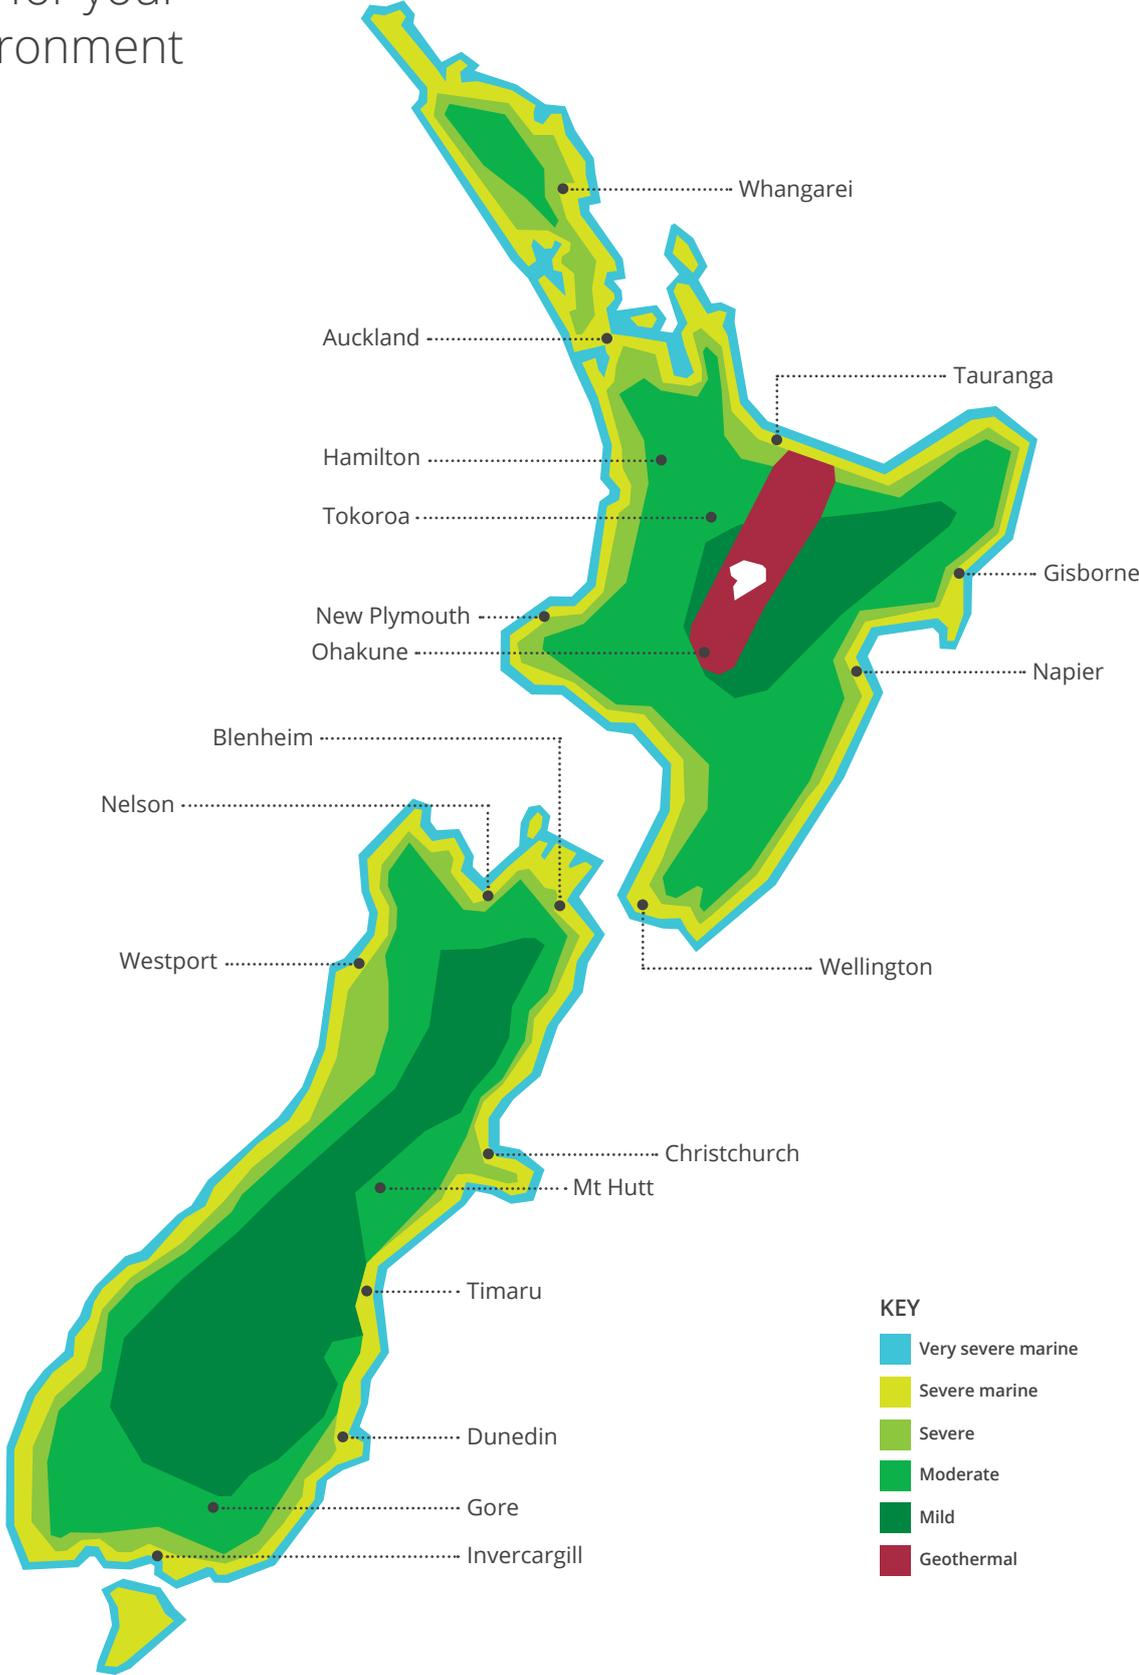 for your
Whangarei
Auckland
Tauranga
Hamilton
Tokoroa
Gisborne
New Plymouth
Ohakune
Napier
Blenheim
Nelson
Westport
Wellington
Christchurch
Mt Hutt
Timaru
KEY
Very severe marine
Severe marine
Severe
Dunedin
Moderate
Gore
Mild
Invercargill
Geothermal